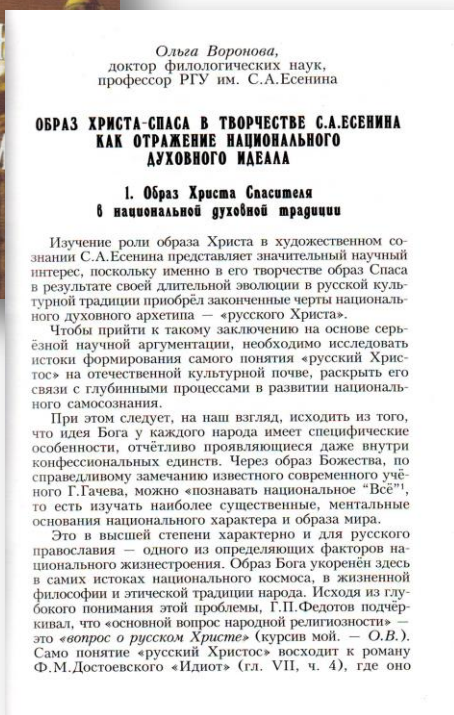 Ольга Воронова,
доктор филологических наук,
профессор РГУ им. С.А.Есенина
ОБРАЗ ХРИСТА-СПАСА В ТВОРЧЕСТВЕ С.А.ЕСЕНИНА
КАК ОТРАЖЕНИЕ НАЦИОНАЛЬНОГО
ДУХОВНОГО ИДЕАЛА
1. Образ Христа Спасителя
в национальной духовной традиции
Изучение роли образа Христа в художественном со-
знании С.А.Есенина представляет значительный научный
интерес, поскольку именно в его творчестве образ Спаса
в результате своей длительной эволюции в русской куль-
турной традиции приобрёл законченные черты националь-
ного духовного архетипа — «русского Христа».
Чтобы прийти к такому заключению на основе серь-
ёзной научной аргументации, необходимо исследовать
истоки формирования самого понятия «русский Хрис-
тос» на отечественной культурной почве, раскрыть его
связи с глубинными процессами в развитии националь-
ного самосознания.
При этом следует, на наш взгляд, исходить из того,
что идея Бога у каждого народа имеет специфические
особенности, отчётливо проявляющиеся даже внутри
конфессиональных единств. Через образ Божества, по
справедливому замечанию известного современного учё-
ного Г.Гачева, можно «познавать национальное “Всё”¹,
то есть изучать наиболее существенные, ментальные
основания национального характера и образа мира.
Это в высшей степени характерно и для русского
православия — одного из определяющих факторов на-
ционального жизнестроения. Образ Бога укоренён здесь
в самих истоках национального космоса, в жизненной
философии и этической традиции народа. Исходя из глу-
бокого понимания этой проблемы, Г.П.Федотов подчёр-
кивал, что «основной вопрос народной религиозности» —
это «вопрос о русском Христе» (курсив мой. — О.В.).
Само понятие «русский Христос» восходит к роману
Ф.М.Достоевского «Идиот» (гл. VII, ч. 4), где оно